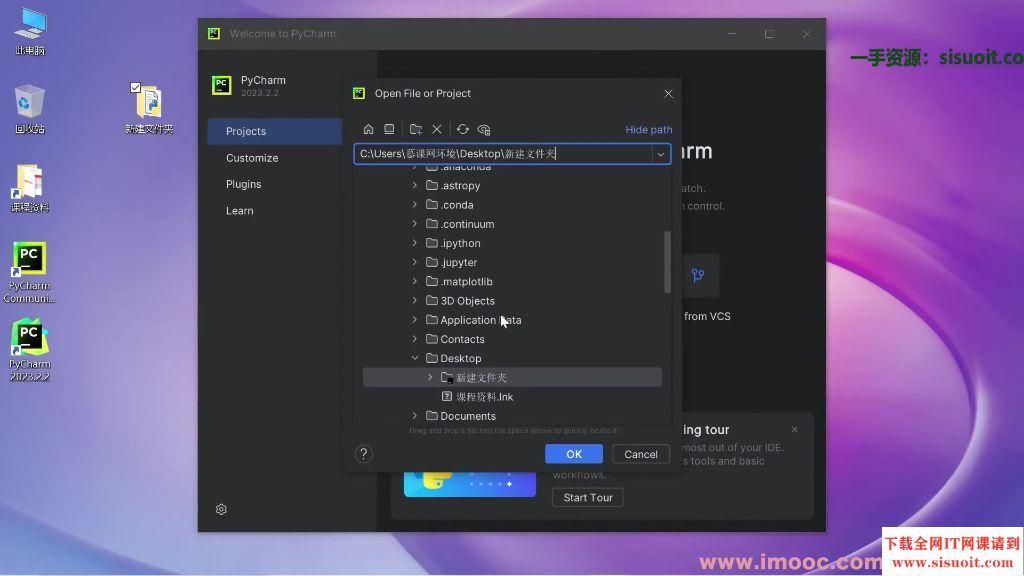 此电脑
回收站
新建文件夹
课程资料
PyCharm
Communi...
PyCharm
2023.2.2
Welcome to PyCharm
PyCharm
2023.2.2
Projects
Customize
Plugins
Learn
Open File or Project
Hide path
C:\Users\慕课网环境\Desktop\新建文件夹
.anaconda
.astropy
.conda
.continuum
.ipython
.jupyter
.matplotlib
3D Objects
Application Data
Contacts
Desktop
新建文件夹
课程资料.lnk
Documents
Drag and drop a file into the space above to quickly locate it
?
OK
Cancel
arm
atch.
n control.
from VCS
ing tour
most out of your IDE.
s tools and basic
workflows.
Start Tour
一手资源：sisuoit.co
www.imooc.com
下载全网IT网课请到
www.sisuoit.com